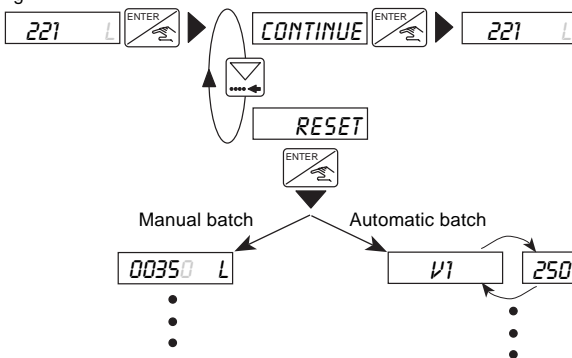 221 L ENTER CONTINUE ENTER 221 L
RESET
ENTER
Manual batch Automatic batch
00350 L V1 250